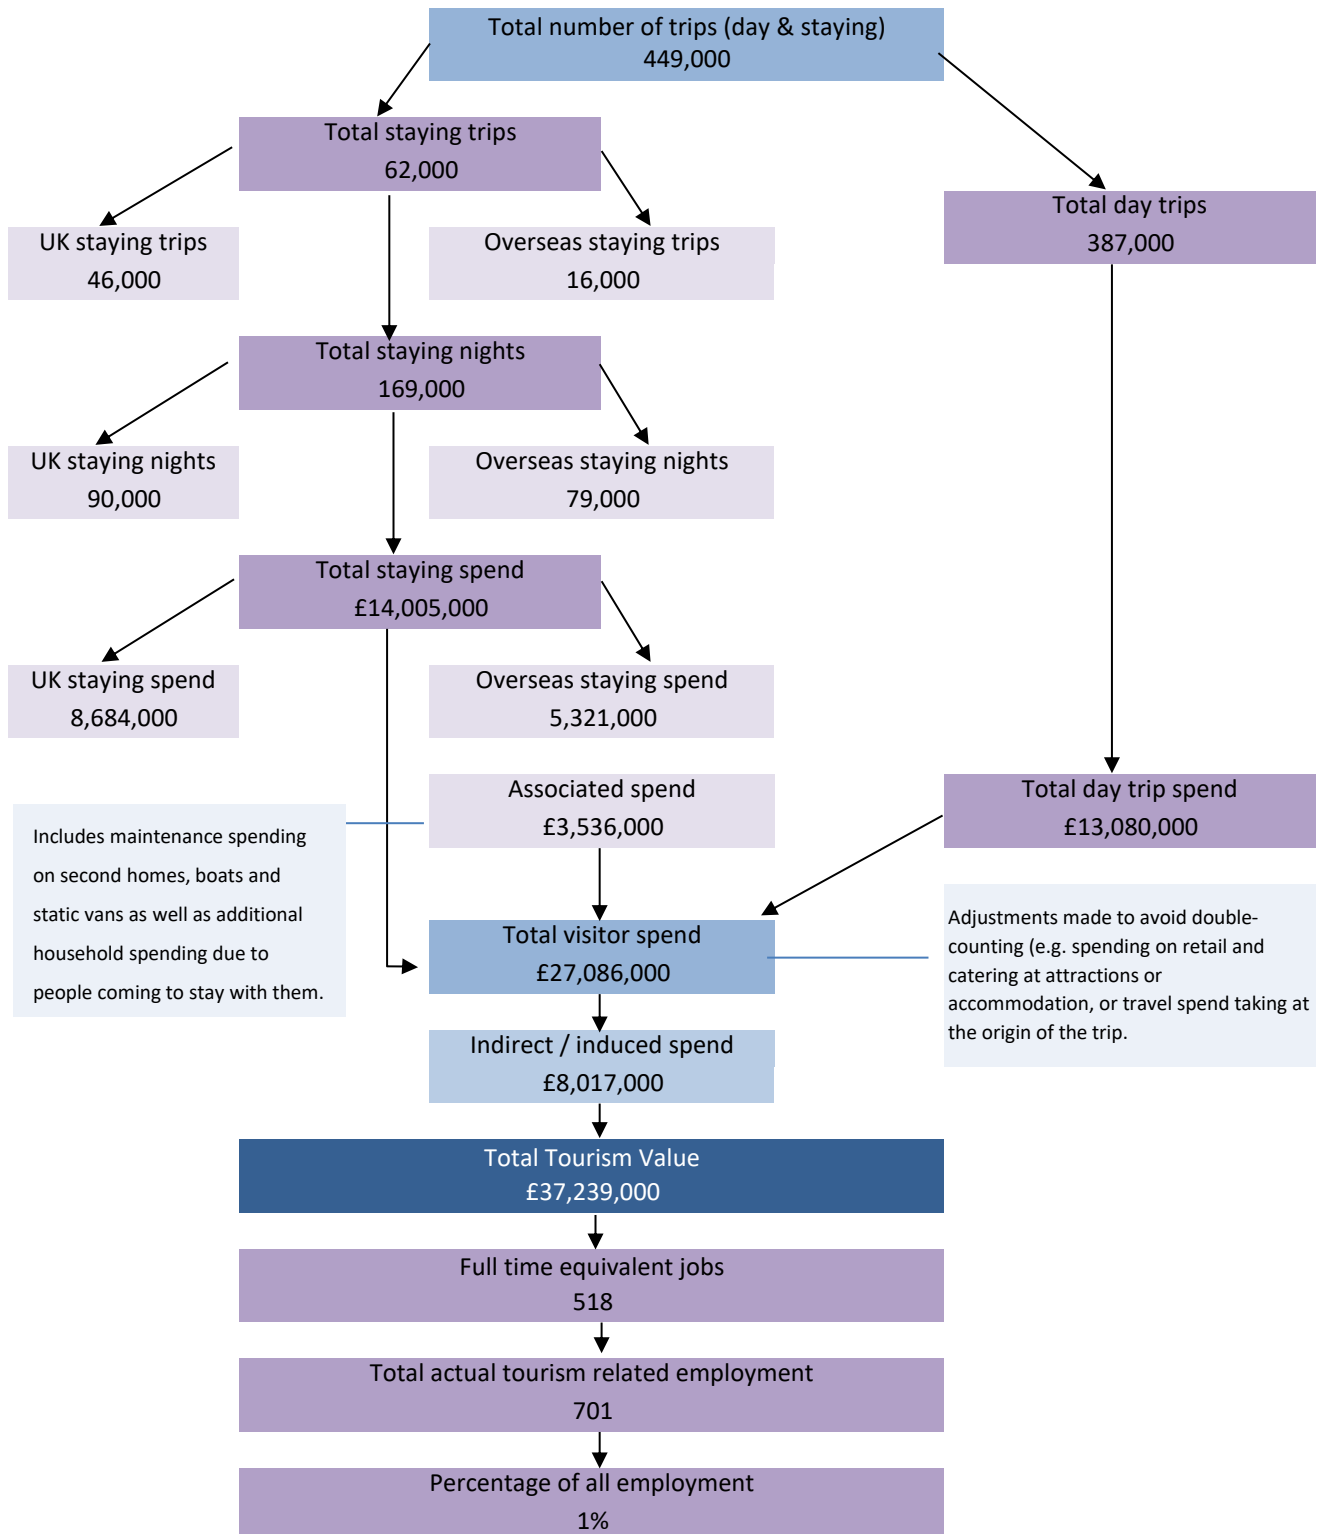 Total number of trips (day & staying)
449,000
Total staying trips
62,000
Total day trips
387,000
UK staying trips
46,000
Overseas staying trips
16,000
Total staying nights
169,000
UK staying nights
90,000
Overseas staying nights
79,000
Total staying spend
£14,005,000
UK staying spend
8,684,000
Overseas staying spend
5,321,000
Associated spend
£3,536,000
Total day trip spend
£13,080,000
Includes maintenance spending
on second homes, boats and
static vans as well as additional
household spending due to
people coming to stay with them.
Total visitor spend
£27,086,000
Adjustments made to avoid double-
counting (e.g. spending on retail and
catering at attractions or
accommodation, or travel spend taking at
the origin of the trip.
Indirect / induced spend
£8,017,000
Total Tourism Value
£37,239,000
Full time equivalent jobs
518
Total actual tourism related employment
701
Percentage of all employment
1%